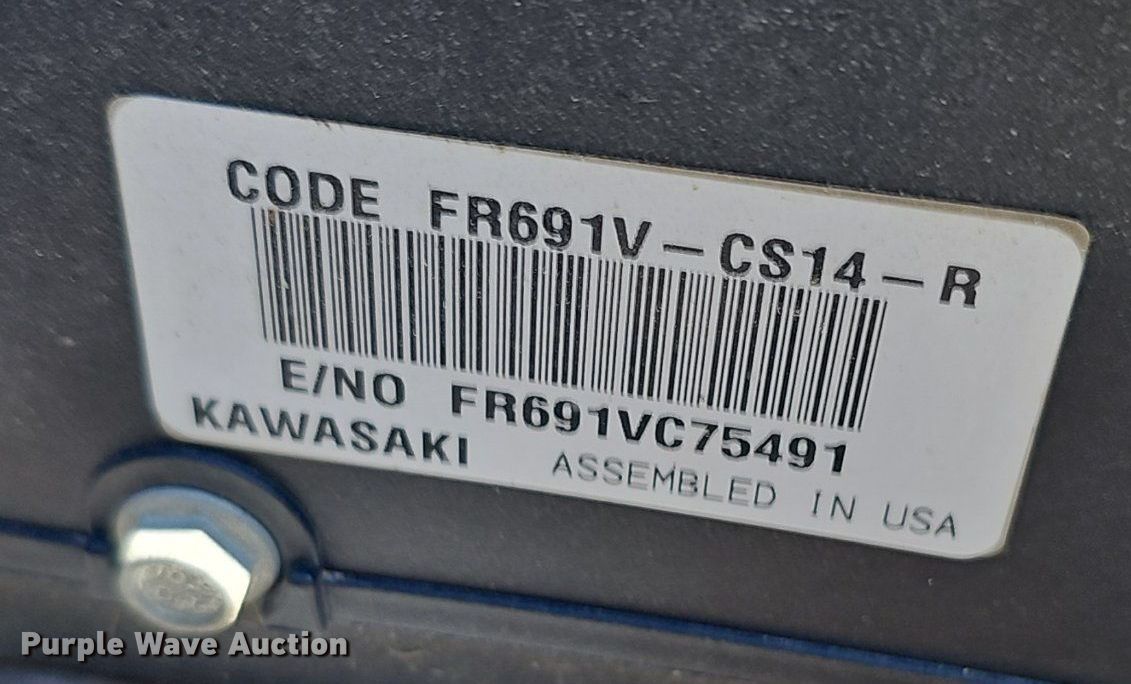 CODE FR691V-CS14-R
E/NO FR691VC75491
KAWASAKI ASSEMBLED IN USA
Purple Wave Auction